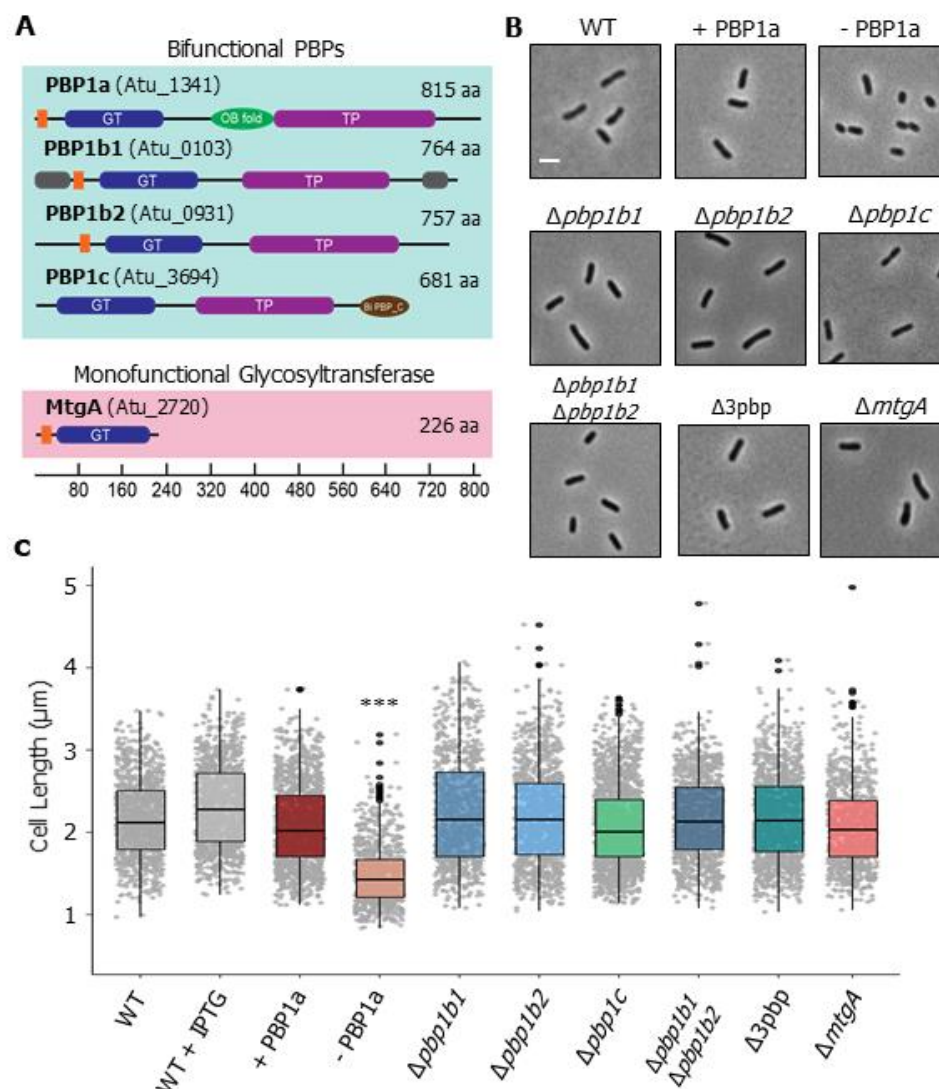 A
Bifunctional PBPs
PBP1a (Atu_1341)
815 aa
GT
OB fold
TP
PBP1b1 (Atu_0103)
764 aa
GT
TP
PBP1b2 (Atu_0931)
757 aa
GT
TP
PBP1c (Atu_3694)
681 aa
GT
TP
Bi PBP_C
Monofunctional Glycosyltransferase
MtgA (Atu_2720)
226 aa
GT
80 160 240 320 400 480 560 640 720 800
B
WT
+ PBP1a
- PBP1a
Δpbp1b1
Δpbp1b2
Δpbp1c
Δpbp1b1
Δpbp1b2
Δ3pbp
ΔmtgA
C
Cell Length (μm)
5
4
3
2
1
***
WT
WT + IPTG
+ PBP1a
- PBP1a
Δpbp1b1
Δpbp1b2
Δpbp1c
Δpbp1b1
Δpbp1b2
Δ3pbp
ΔmtgA